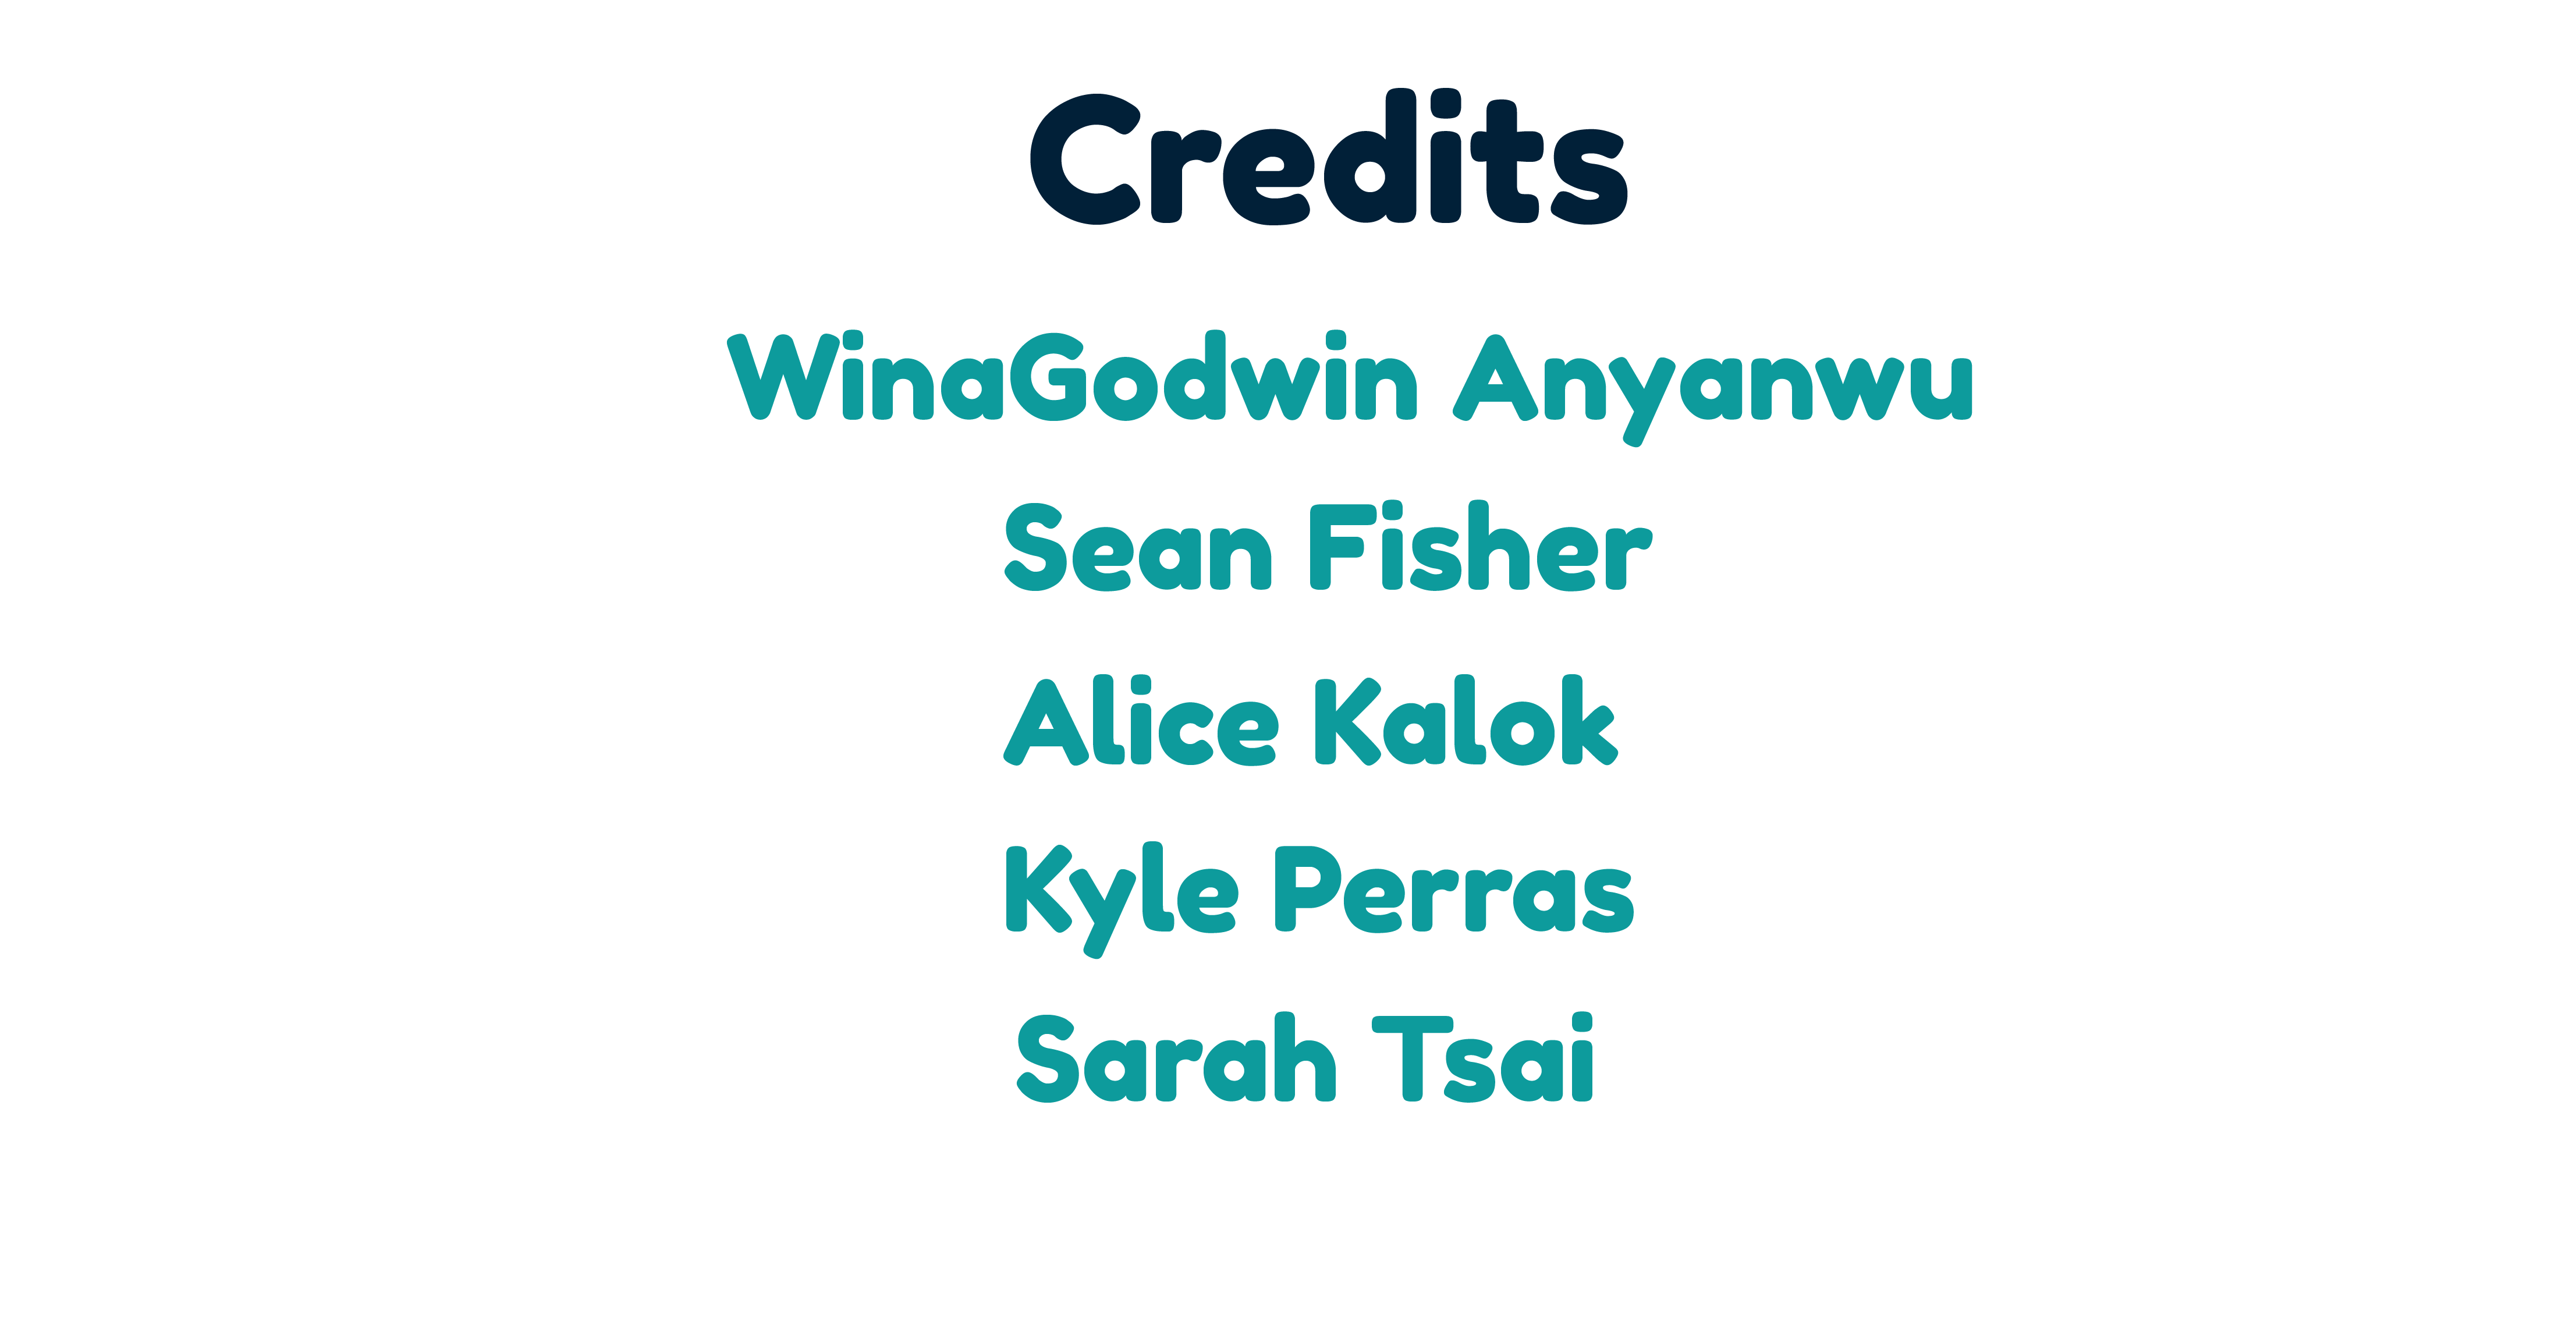 Credits
WinaGodwin Anyanwu
Sean Fisher
Alice Kalok
Kyle Perras
Sarah Tsai